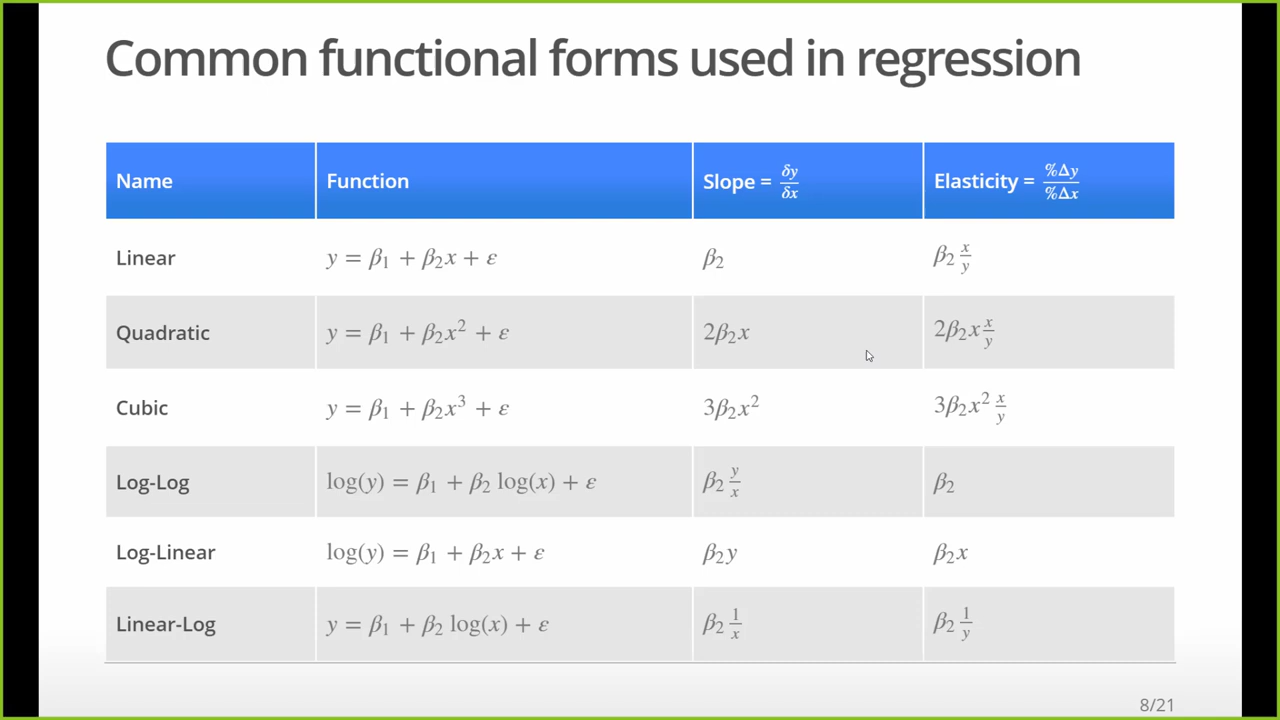 Common functional forms used in regression
Name Function Slope = δy/δx Elasticity = %Δy/%Δx
Linear y = β₁ + β₂x + ε β₂ β₂ x/y
Quadratic y = β₁ + β₂x² + ε 2β₂x 2β₂x x/y
Cubic y = β₁ + β₂x³ + ε 3β₂x² 3β₂x² x/y
Log-Log log(y) = β₁ + β₂ log(x) + ε β₂ y/x β₂
Log-Linear log(y) = β₁ + β₂x + ε β₂y β₂x
Linear-Log y = β₁ + β₂ log(x) + ε β₂ 1/x β₂ 1/y
8/21